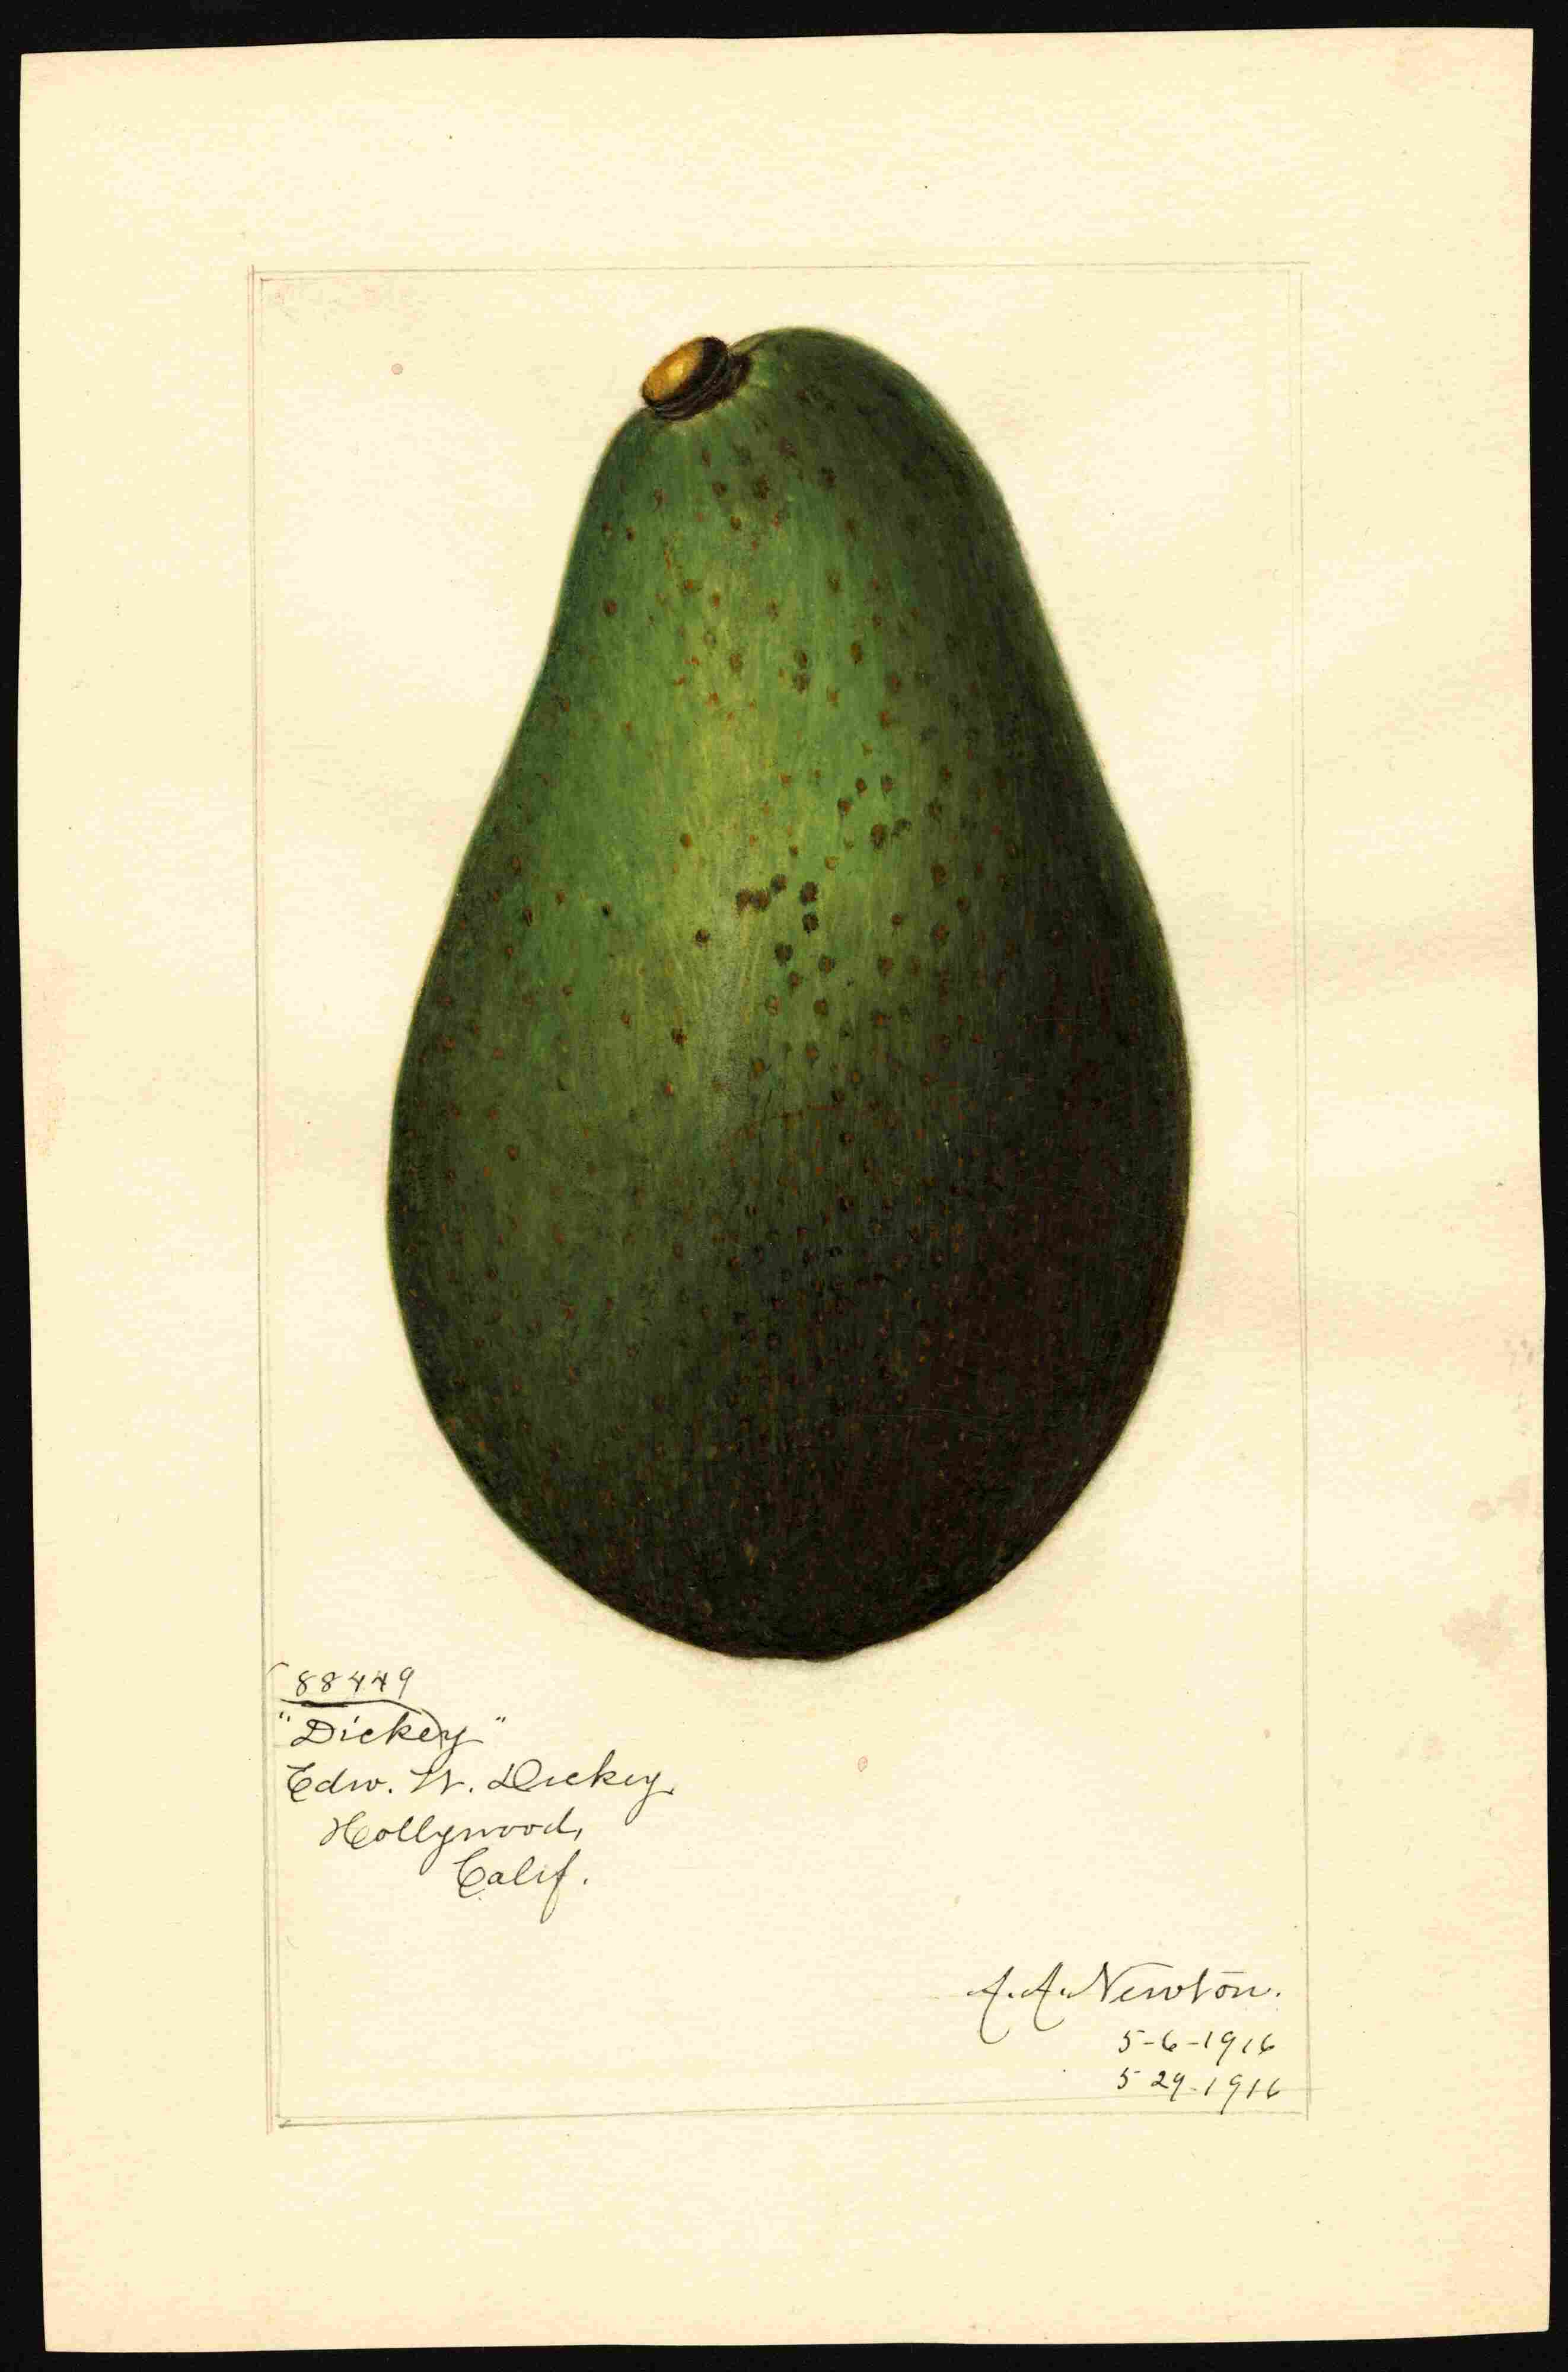 88449
"Dickey"
Edw. W. Dickey,
Hollywood,
Calif.
A. A. Newton.
5-6-1916
5-29-1916